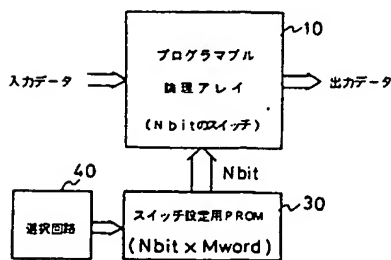 10
プログラマブル
論理アレイ
(Nbitのスイッチ)
入力データ
出力データ
Nbit
40
選択回路
30
スイッチ設定用PROM
(Nbit x Mword)